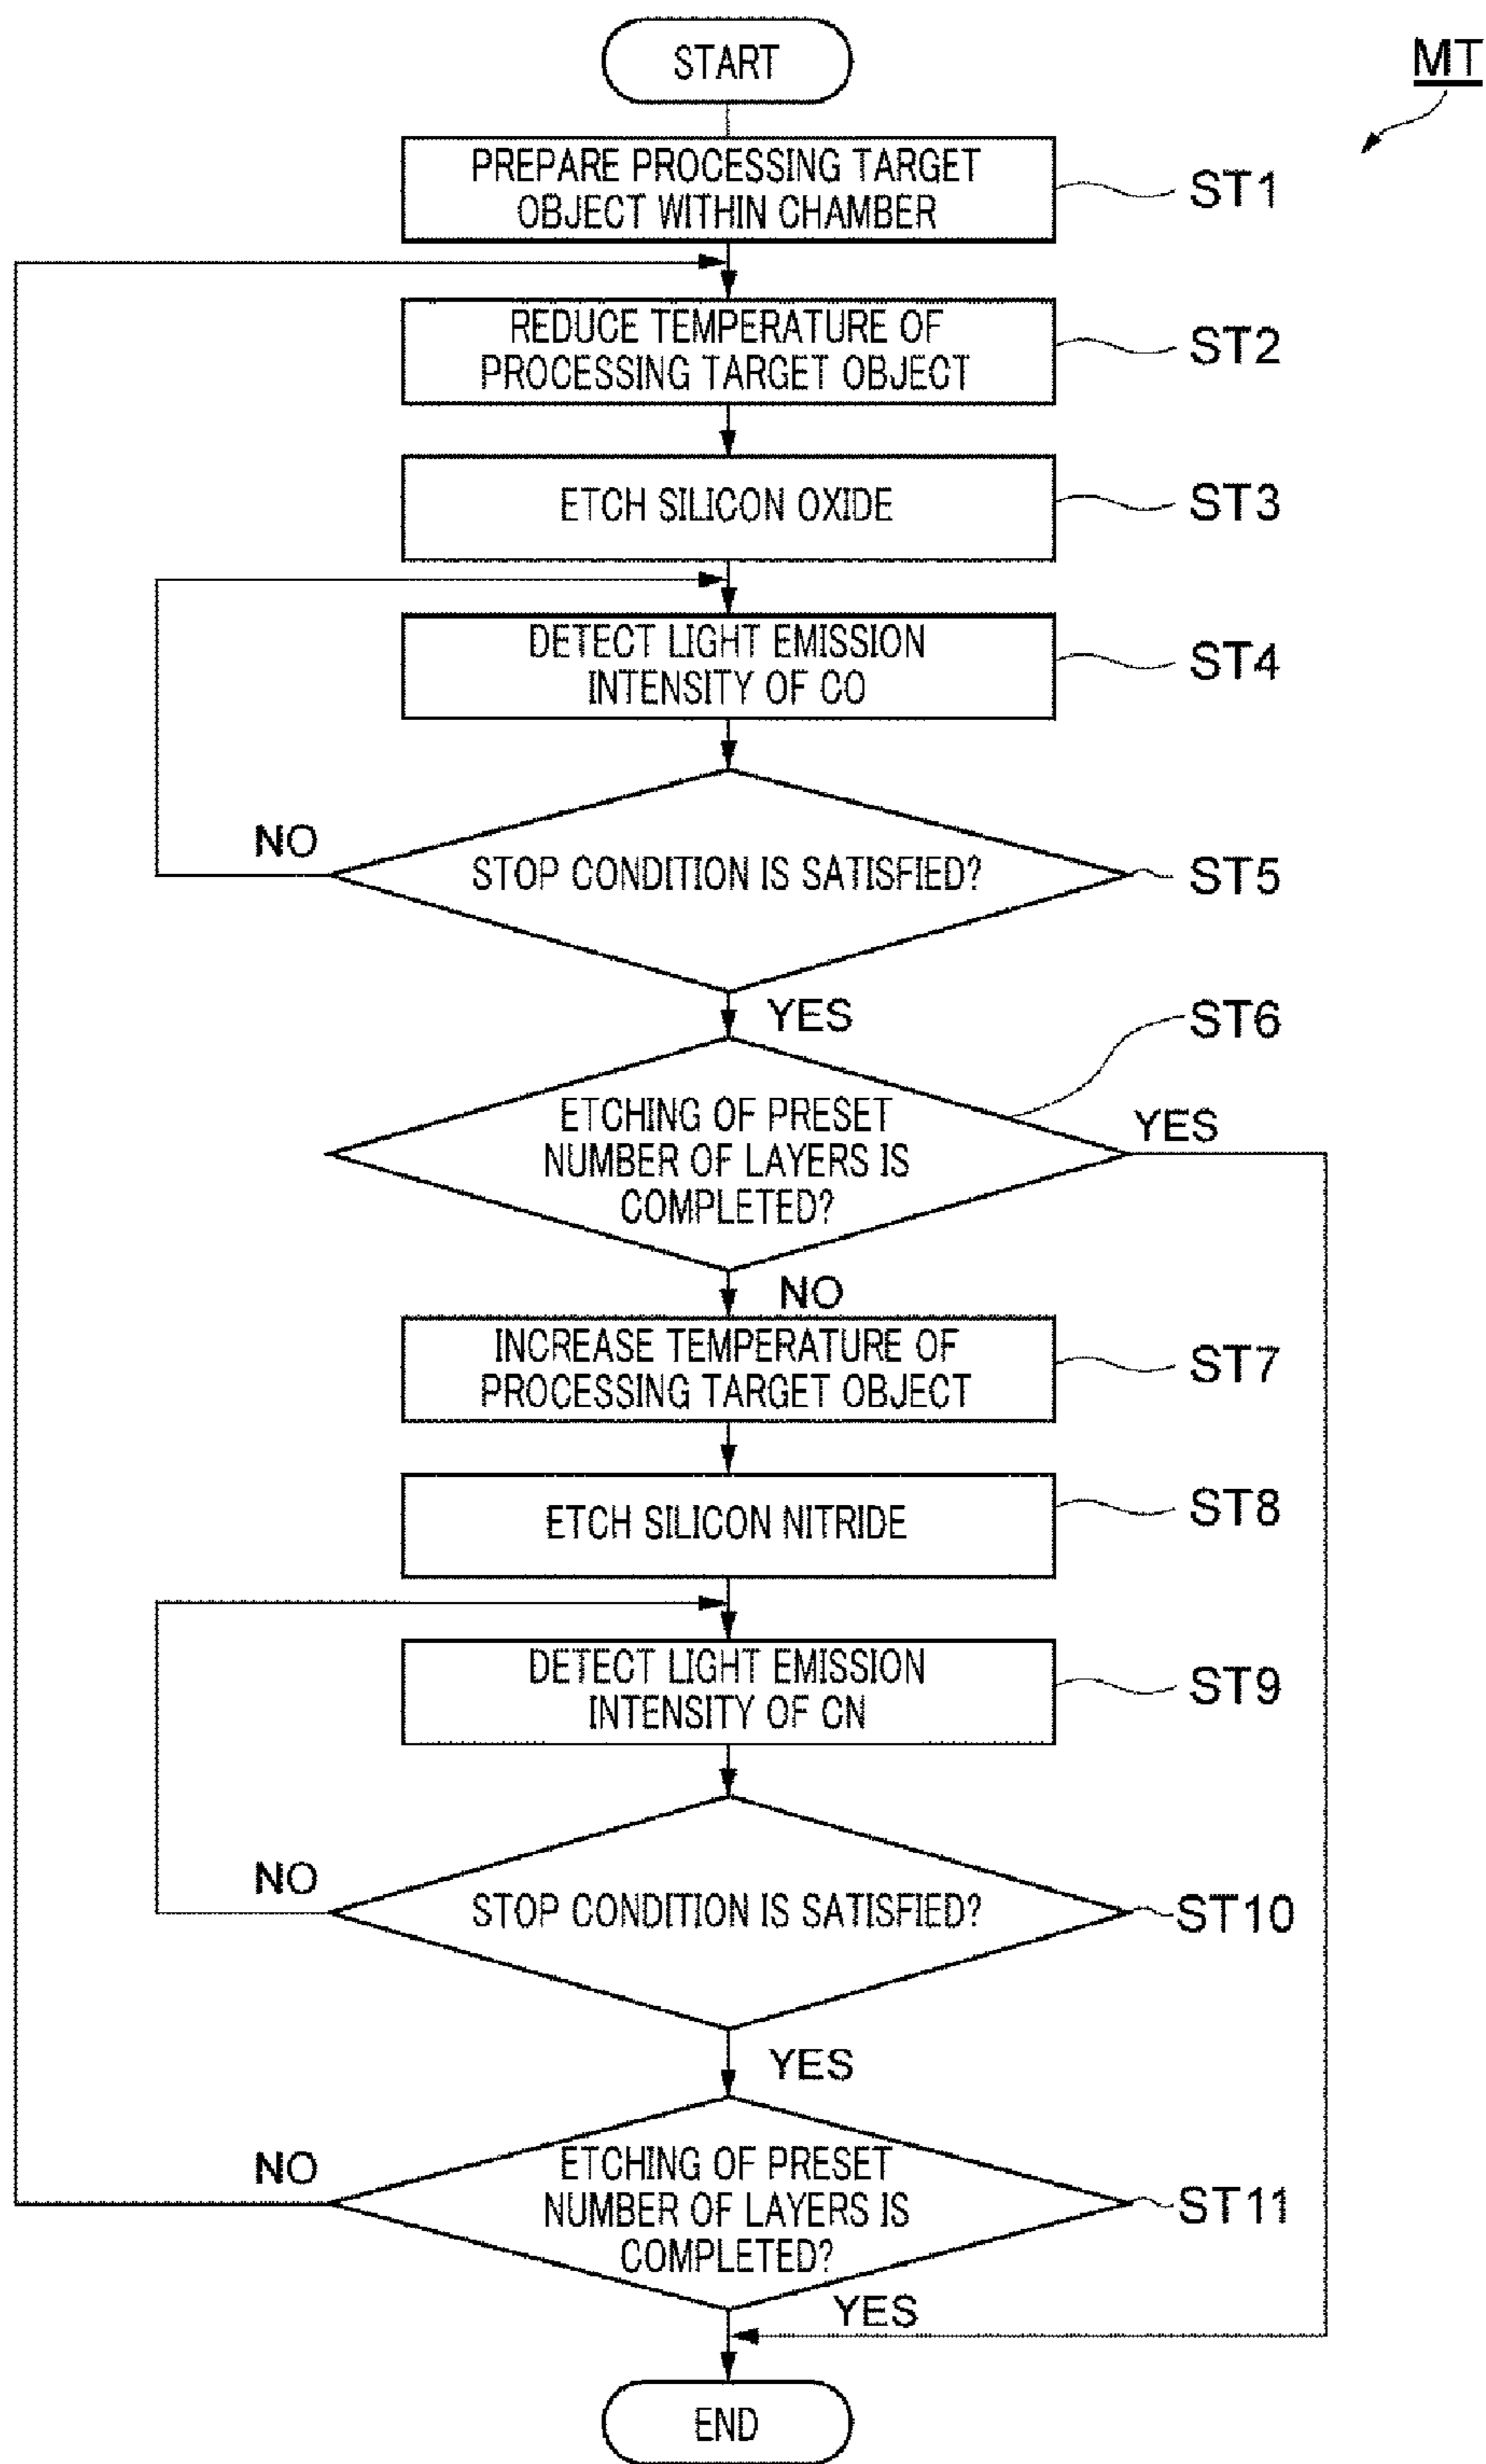 START
MT
PREPARE PROCESSING TARGET
OBJECT WITHIN CHAMBER
ST1
REDUCE TEMPERATURE OF
PROCESSING TARGET OBJECT
ST2
ETCH SILICON OXIDE
ST3
DETECT LIGHT EMISSION
INTENSITY OF CO
ST4
NO
STOP CONDITION IS SATISFIED?
ST5
YES
ST6
ETCHING OF PRESET
NUMBER OF LAYERS IS
COMPLETED?
YES
NO
INCREASE TEMPERATURE OF
PROCESSING TARGET OBJECT
ST7
ETCH SILICON NITRIDE
ST8
DETECT LIGHT EMISSION
INTENSITY OF CN
ST9
NO
STOP CONDITION IS SATISFIED?
ST10
YES
NO
ETCHING OF PRESET
NUMBER OF LAYERS IS
COMPLETED?
ST11
YES
END